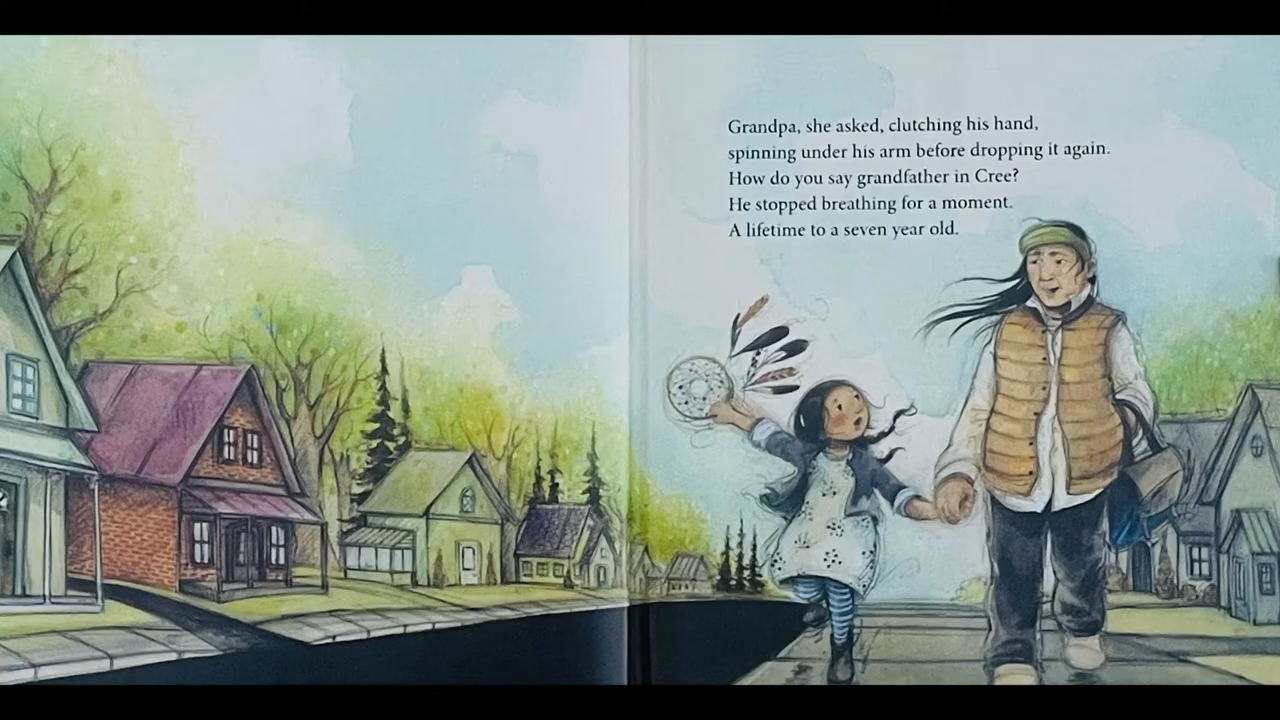 Grandpa, she asked, clutching his hand,
spinning under his arm before dropping it again.
How do you say grandfather in Cree?
He stopped breathing for a moment.
A lifetime to a seven year old.